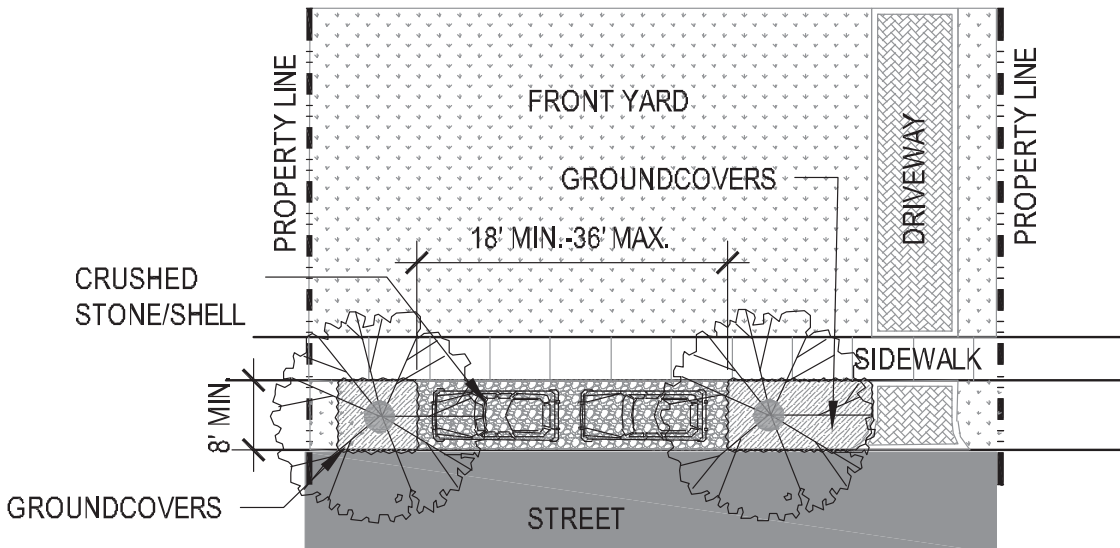 PROPERTY LINE
FRONT YARD
GROUNDCOVERS
DRIVEWAY
PROPERTY LINE
18' MIN.-36' MAX.
CRUSHED
STONE/SHELL
SIDEWALK
8' MIN.
GROUNDCOVERS
STREET